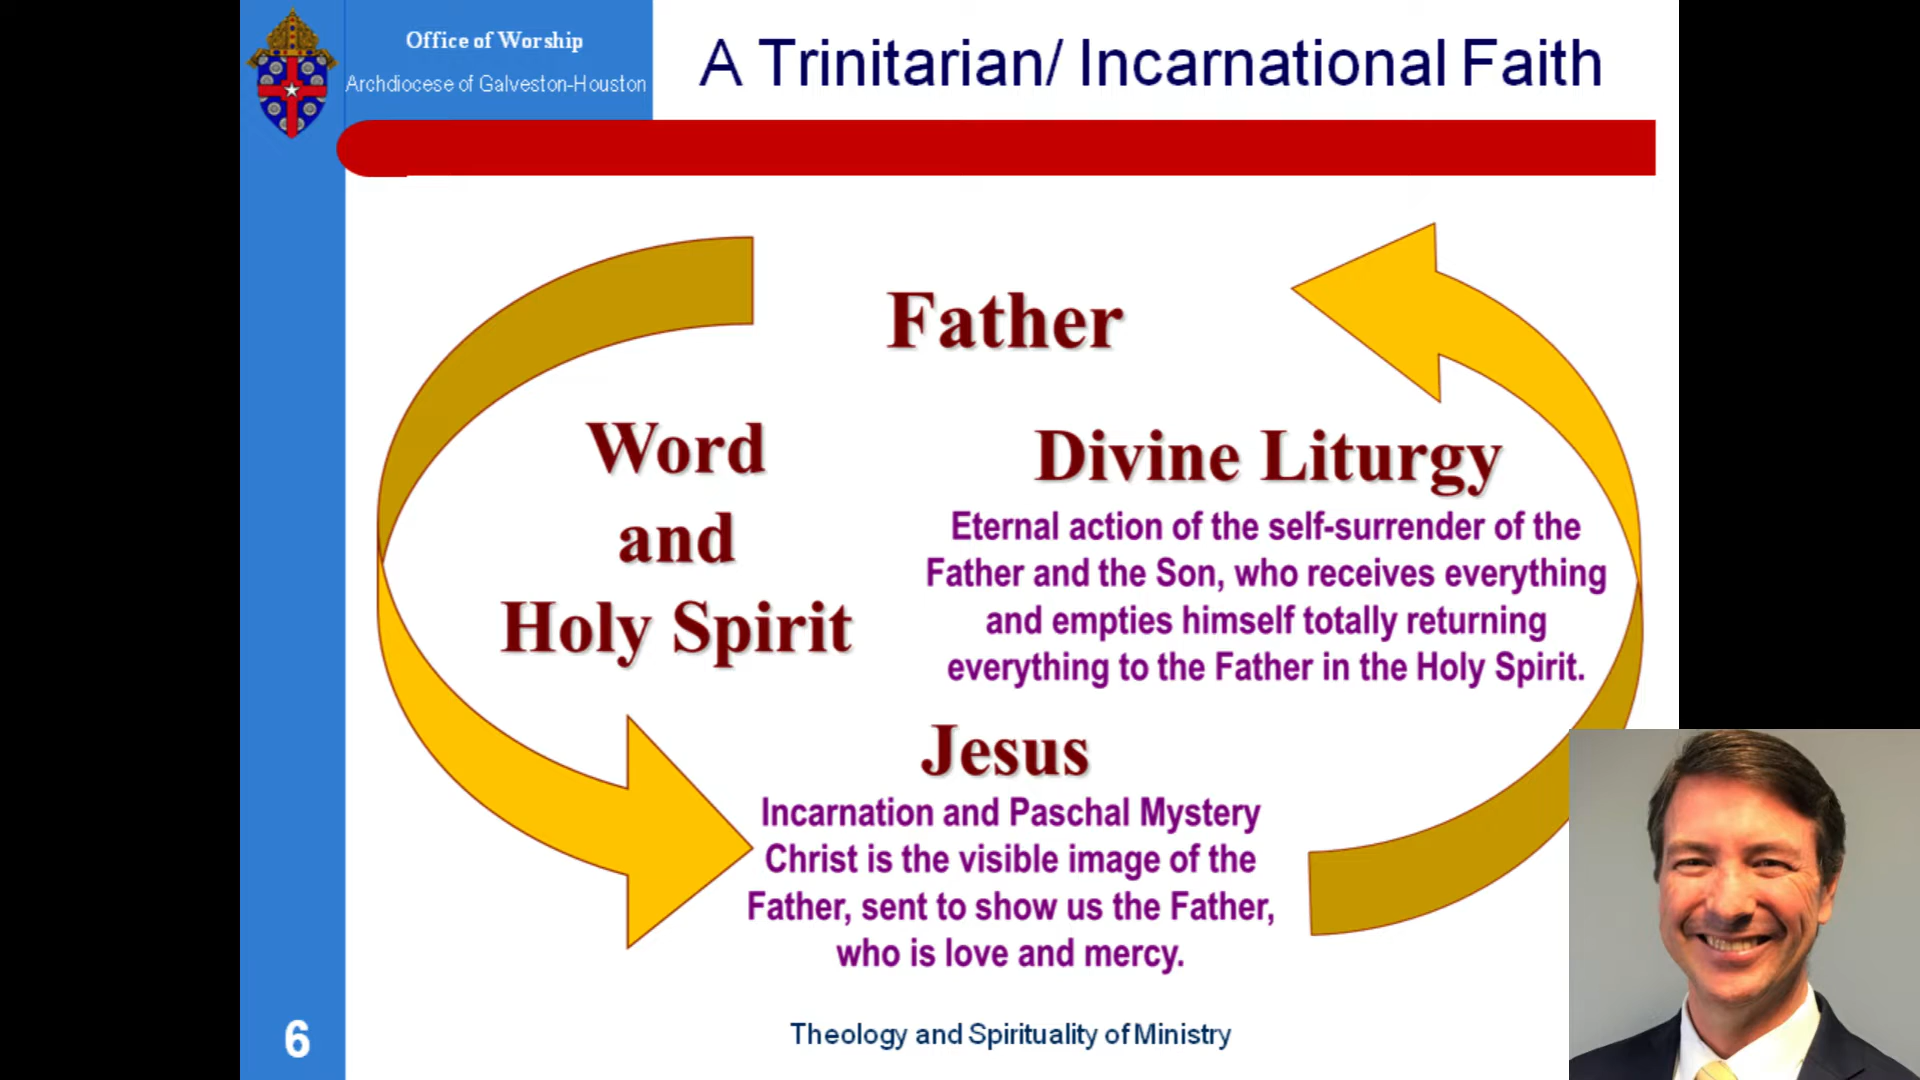 Office of Worship
Archdiocese of Galveston-Houston
A Trinitarian/ Incarnational Faith
Father
Word
and
Holy Spirit
Divine Liturgy
Eternal action of the self-surrender of the
Father and the Son, who receives everything
and empties himself totally returning
everything to the Father in the Holy Spirit.
Jesus
Incarnation and Paschal Mystery
Christ is the visible image of the
Father, sent to show us the Father,
who is love and mercy.
6
Theology and Spirituality of Ministry